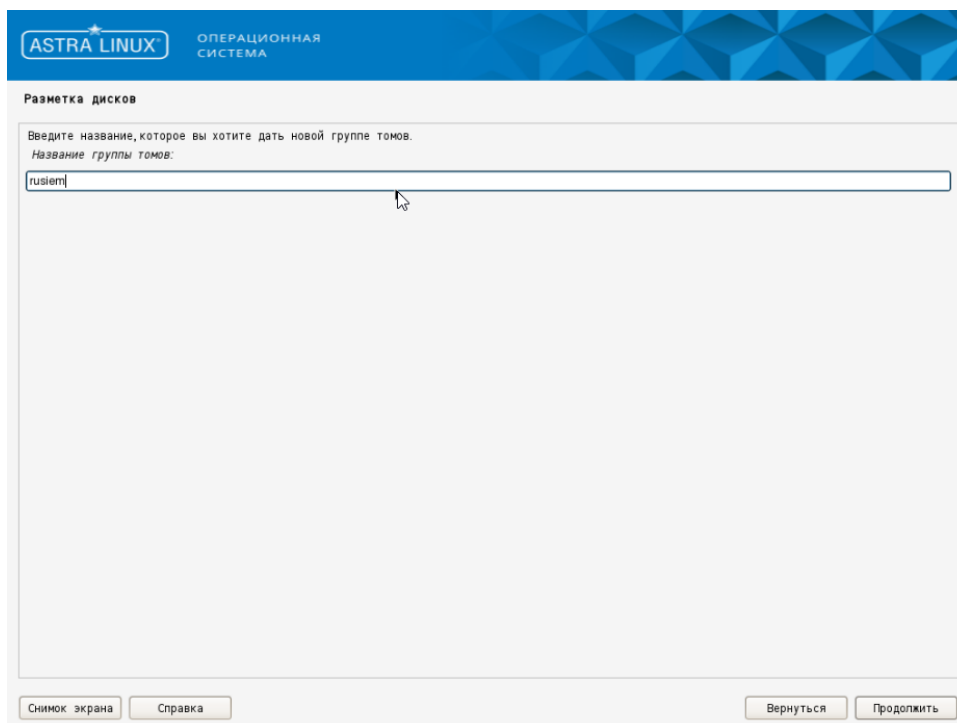 ASTRA LINUX®
ОПЕРАЦИОННАЯ
СИСТЕМА
Разметка дисков
Введите название, которое вы хотите дать новой группе томов.
Название группы томов:
rusiem
Снимок экрана
Справка
Вернуться
Продолжить